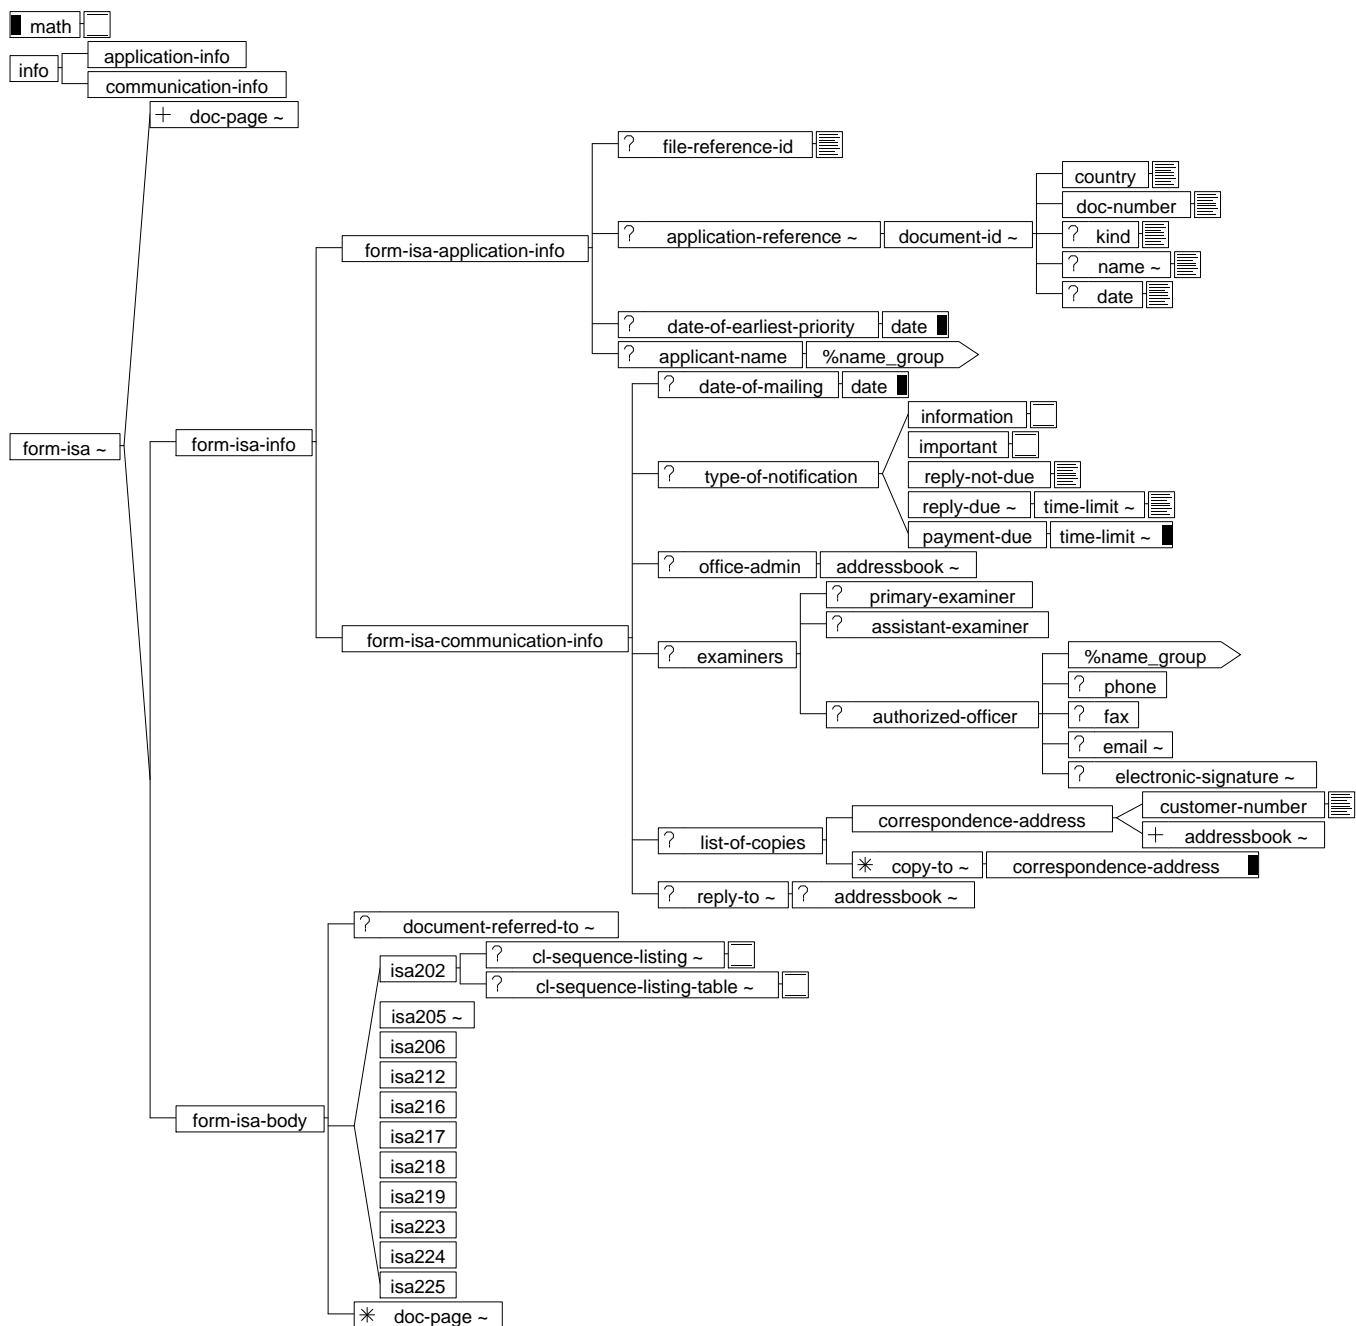 math
application-info
info
communication-info
+ doc-page ~
? file-reference-id
country
doc-number
form-isa-application-info ? application-reference ~ document-id ~ ? kind
? name ~
? date
? date-of-earliest-priority date
? applicant-name %name_group
? date-of-mailing date
information
form-isa ~ form-isa-info important
? type-of-notification reply-not-due
reply-due ~ time-limit ~
payment-due time-limit ~
? office-admin addressbook ~
? primary-examiner
? assistant-examiner
form-isa-communication-info ? examiners %name_group
? phone
? authorized-officer ? fax
? email ~
? electronic-signature ~
customer-number
correspondence-address
? list-of-copies + addressbook ~
* copy-to ~ correspondence-address
? reply-to ~ ? addressbook ~
? document-referred-to ~
? cl-sequence-listing ~
isa202
? cl-sequence-listing-table ~
isa205 ~
isa206
isa212
isa216
form-isa-body isa217
isa218
isa219
isa223
isa224
isa225
* doc-page ~